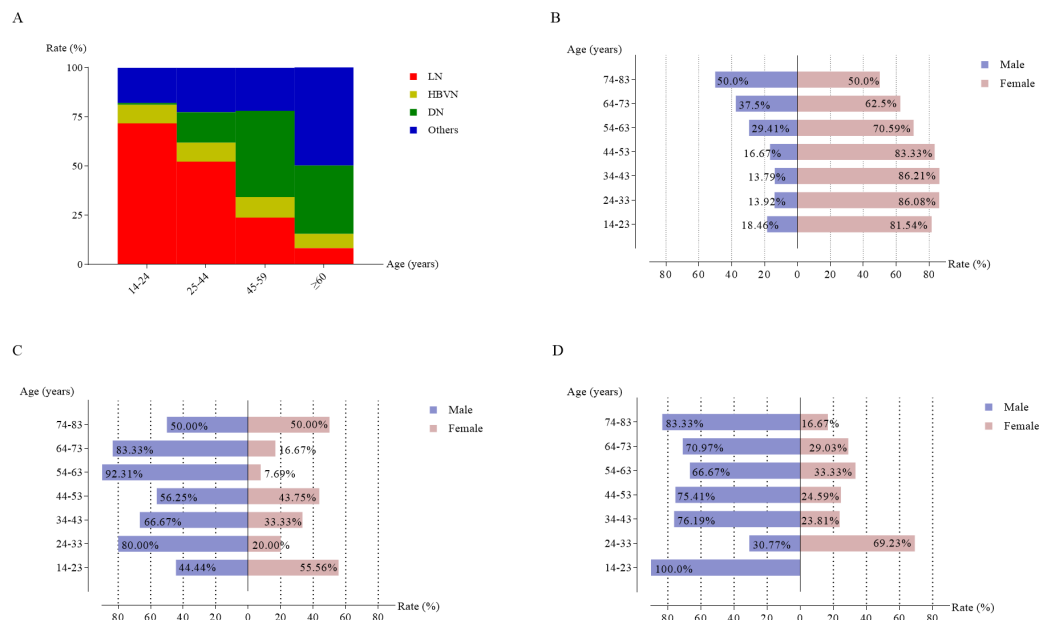 A
Rate (%)
100
75
50
25
0
14-24
25-44
45-59
≥60
Age (years)
LN
HBVN
DN
Others
B
Age (years)
74-83
64-73
54-63
44-53
34-43
24-33
14-23
50.0% 50.0%
37.5% 62.5%
29.41% 70.59%
16.67% 83.33%
13.79% 86.21%
13.92% 86.08%
18.46% 81.54%
80 60 40 20 0 20 40 60 80
Rate (%)
Male
Female
C
Age (years)
74-83
64-73
54-63
44-53
34-43
24-33
14-23
50.00% 50.00%
83.33% 16.67%
92.31% 7.69%
56.25% 43.75%
66.67% 33.33%
80.00% 20.00%
44.44% 55.56%
80 60 40 20 0 20 40 60 80
Rate (%)
Male
Female
D
Age (years)
74-83
64-73
54-63
44-53
34-43
24-33
14-23
83.33% 16.67%
70.97% 29.03%
66.67% 33.33%
75.41% 24.59%
76.19% 23.81%
30.77% 69.23%
100.0%
80 60 40 20 0 20 40 60 80
Rate (%)
Male
Female